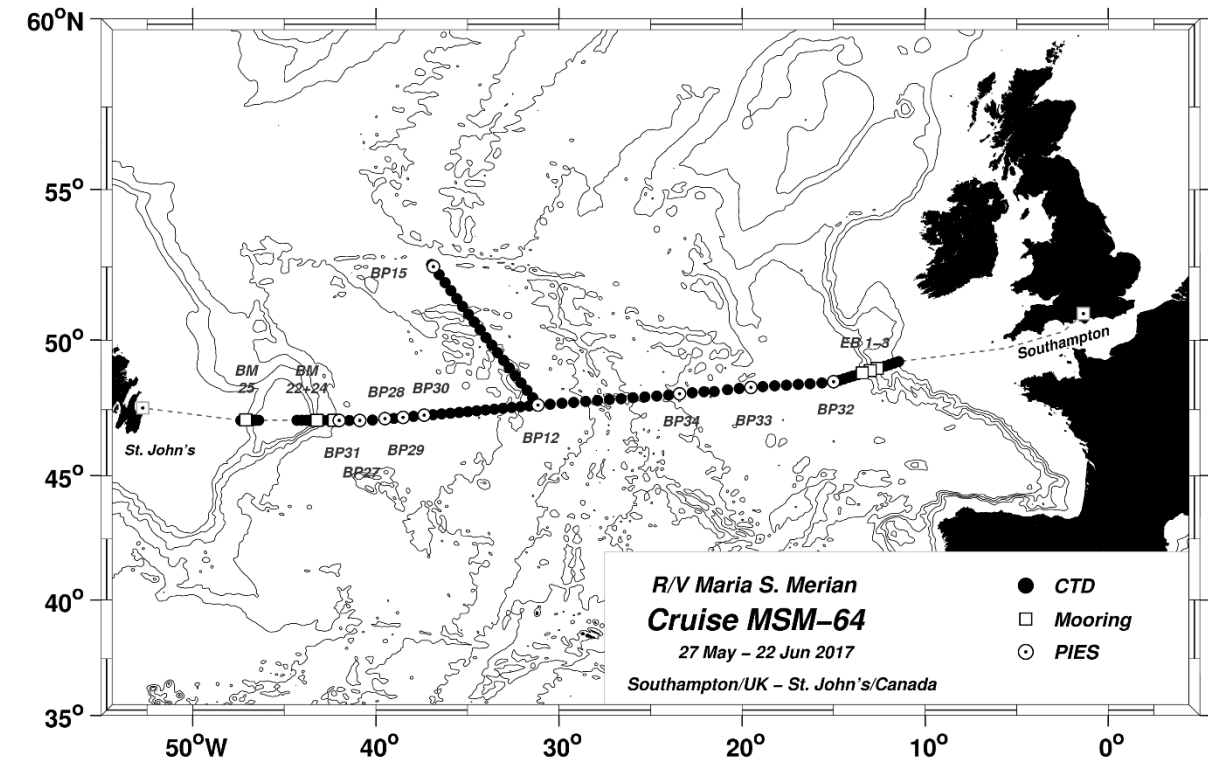 60°N
55°
50°
45°
40°
35°
50°W
40°
30°
20°
10°
0°
BP15
EB 1–3
Southampton
BM
25
BM
22+24
BP28
BP30
St. John's
BP31
BP27
BP29
BP12
BP34
BP33
BP32
R/V Maria S. Merian
Cruise MSM–64
27 May – 22 Jun 2017
Southampton/UK – St. John's/Canada
CTD
Mooring
PIES